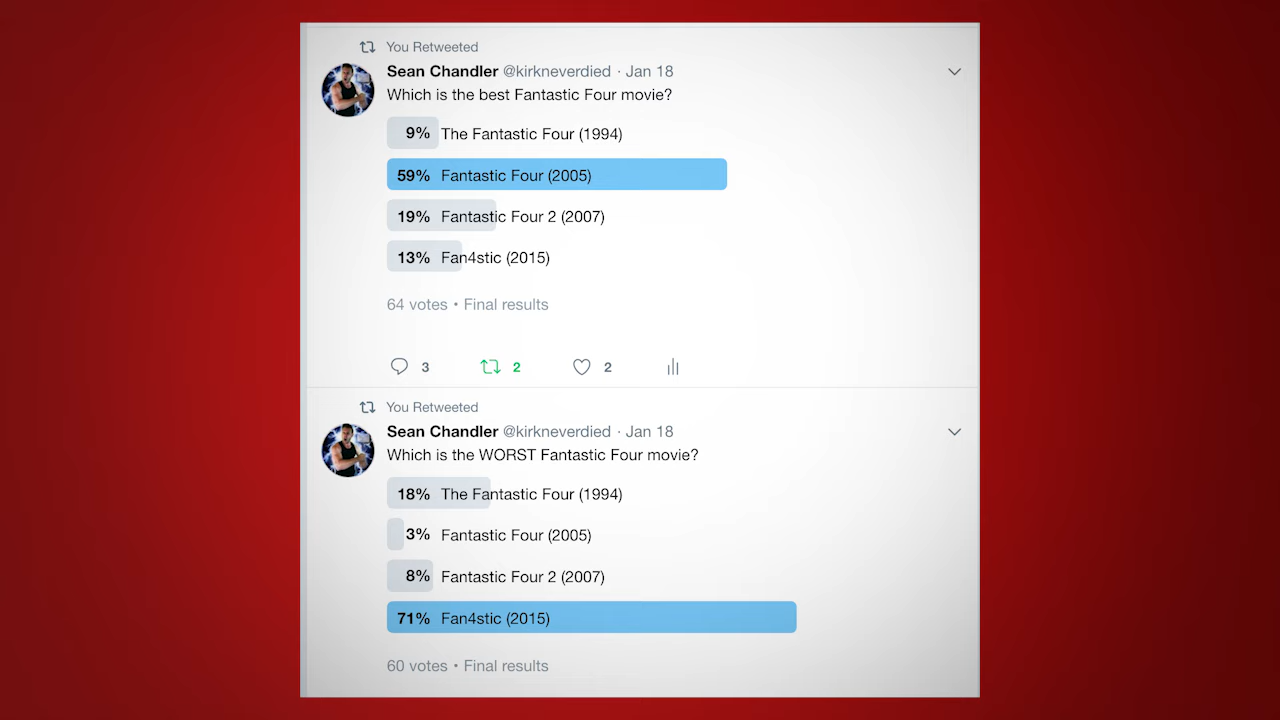 You Retweeted
Sean Chandler @kirkneverdied · Jan 18
Which is the best Fantastic Four movie?
9% The Fantastic Four (1994)
59% Fantastic Four (2005)
19% Fantastic Four 2 (2007)
13% Fan4stic (2015)
64 votes • Final results
3 2 2
You Retweeted
Sean Chandler @kirkneverdied · Jan 18
Which is the WORST Fantastic Four movie?
18% The Fantastic Four (1994)
3% Fantastic Four (2005)
8% Fantastic Four 2 (2007)
71% Fan4stic (2015)
60 votes • Final results